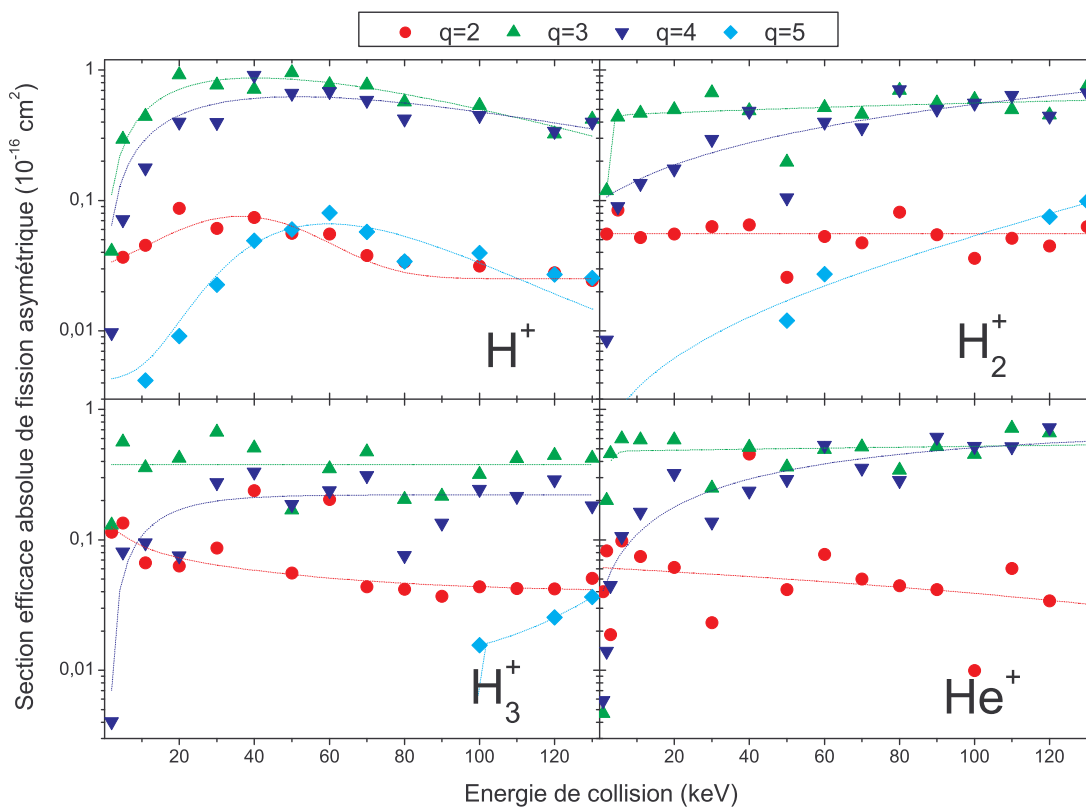 q=2 q=3 q=4 q=5
Section efficace absolue de fission asymétrique (10⁻¹⁶ cm²)
1
0,1
0,01
H⁺
H₂⁺
1
0,1
0,01
H₃⁺
He⁺
20 40 60 80 100 120 20 40 60 80 100 120
Energie de collision (keV)